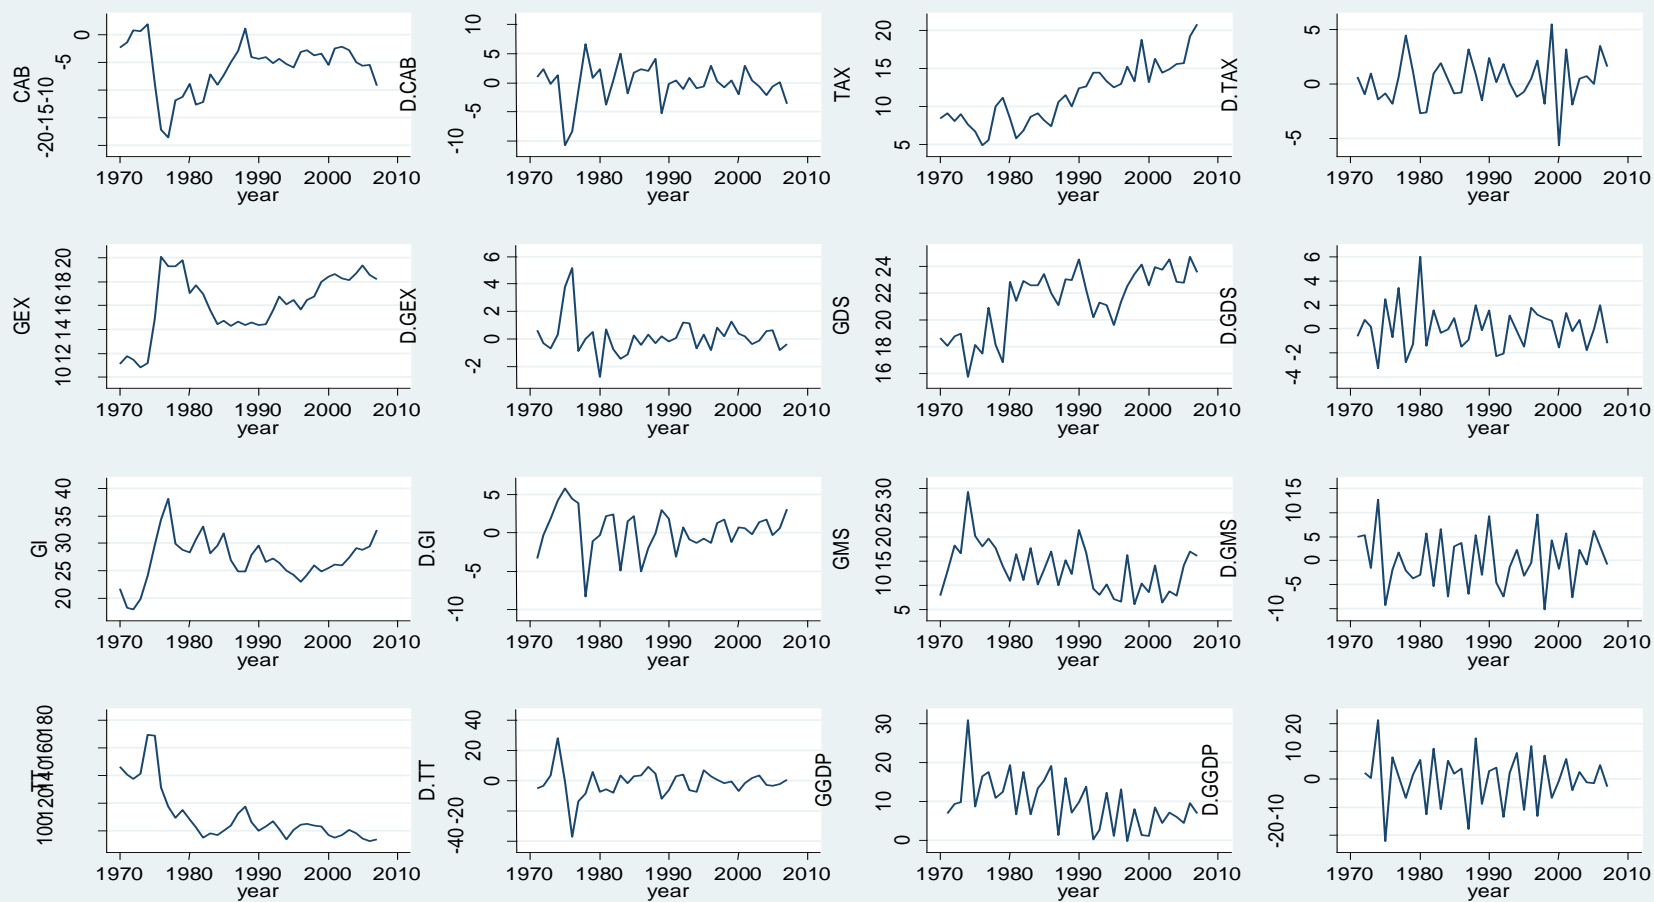 CAB
-20-15-10 -5 0
1970 1980 1990 2000 2010
year
D.CAB
-10 -5 0 5 10
1970 1980 1990 2000 2010
year
TAX
5 10 15 20
1970 1980 1990 2000 2010
year
D.TAX
-5 0 5
1970 1980 1990 2000 2010
year
GEX
10 12 14 16 18 20
1970 1980 1990 2000 2010
year
D.GEX
-2 0 2 4 6
1970 1980 1990 2000 2010
year
GDS
16 18 20 22 24
1970 1980 1990 2000 2010
year
D.GDS
-4 -2 0 2 4 6
1970 1980 1990 2000 2010
year
GI
20 25 30 35 40
1970 1980 1990 2000 2010
year
D.GI
-10 -5 0 5
1970 1980 1990 2000 2010
year
GMS
5 10 15 20 25 30
1970 1980 1990 2000 2010
year
D.GMS
-10 -5 0 5 10 15
1970 1980 1990 2000 2010
year
TT
100120140160180
1970 1980 1990 2000 2010
year
D.TT
-40 -20 0 20 40
1970 1980 1990 2000 2010
year
GGDP
0 10 20 30
1970 1980 1990 2000 2010
year
D.GGDP
-20-10 0 10 20
1970 1980 1990 2000 2010
year